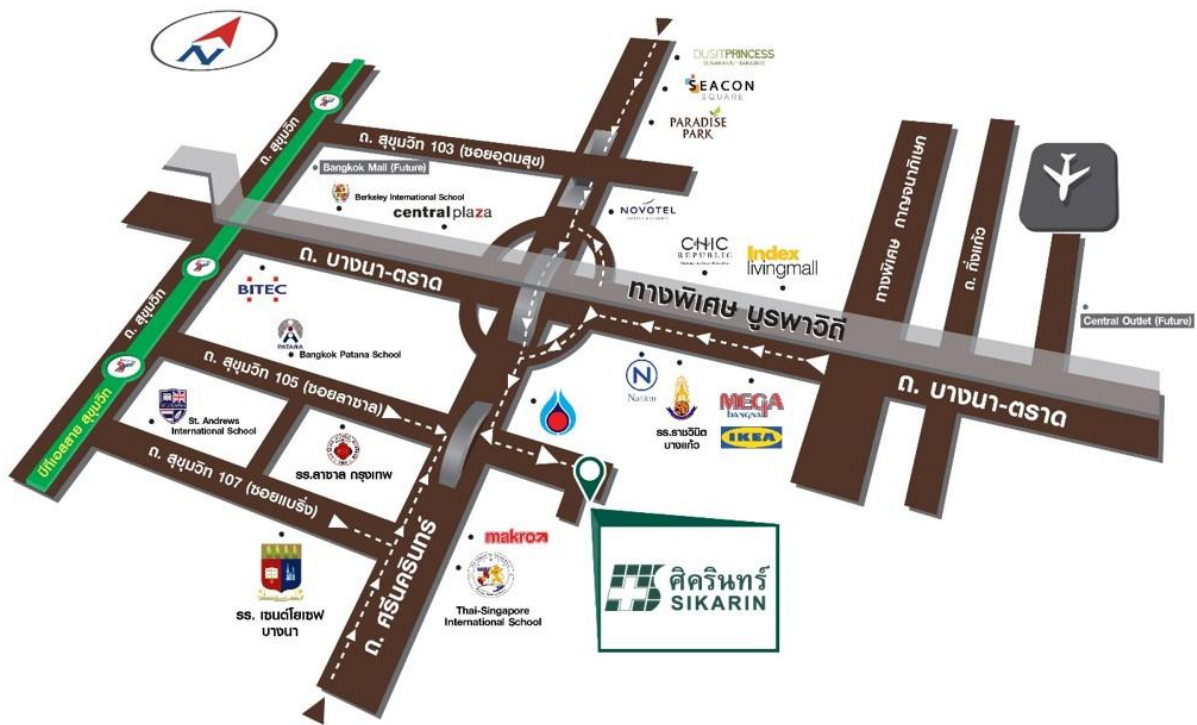 N
DUSIT PRINCESS
SRINAKARIN BANGKOK
SEACON
SQUARE
PARADISE
PARK
ถ. สุขุมวิท
ถ. สุขุมวิท 103 (ซอยอุดมสุข)
Bangkok Mall (Future)
Berkeley International School
centralplaza
NOVOTEL
CHIC
REPUBLIC
Index
livingmall
ทางพิเศษ กาญจนาภิเษก
ถ. กิ่งแก้ว
Central Outlet (Future)
ถ. บางนา-ตราด
ทางพิเศษ บูรพาวิถี
ถ. บางนา-ตราด
ถ. สุขุมวิท
BITEC
PATANA
Bangkok Patana School
ถ. สุขุมวิท 105 (ซอยลาซาล)
N
Nation
รร.ราชวินิต
บางแก้ว
MEGA
bangna
IKEA
บีทีเอสสาย สุขุมวิท
St. Andrews
International School
รร.ลาซาล กรุงเทพ
ถ. สุขุมวิท 107 (ซอยแบริ่ง)
รร. เซนต์โยเซฟ
บางนา
ถ. ศรีนครินทร์
makro
Thai-Singapore
International School
ศิครินทร์
SIKARIN